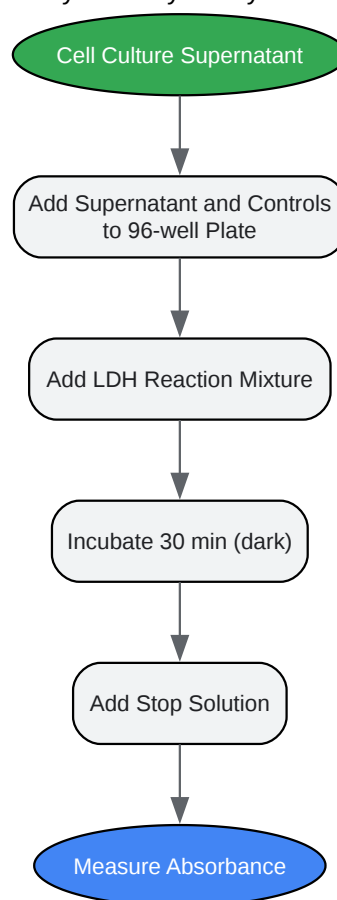 Cell Culture Supernatant
Add Supernatant and Controls
to 96-well Plate
Add LDH Reaction Mixture
Incubate 30 min (dark)
Add Stop Solution
Measure Absorbance